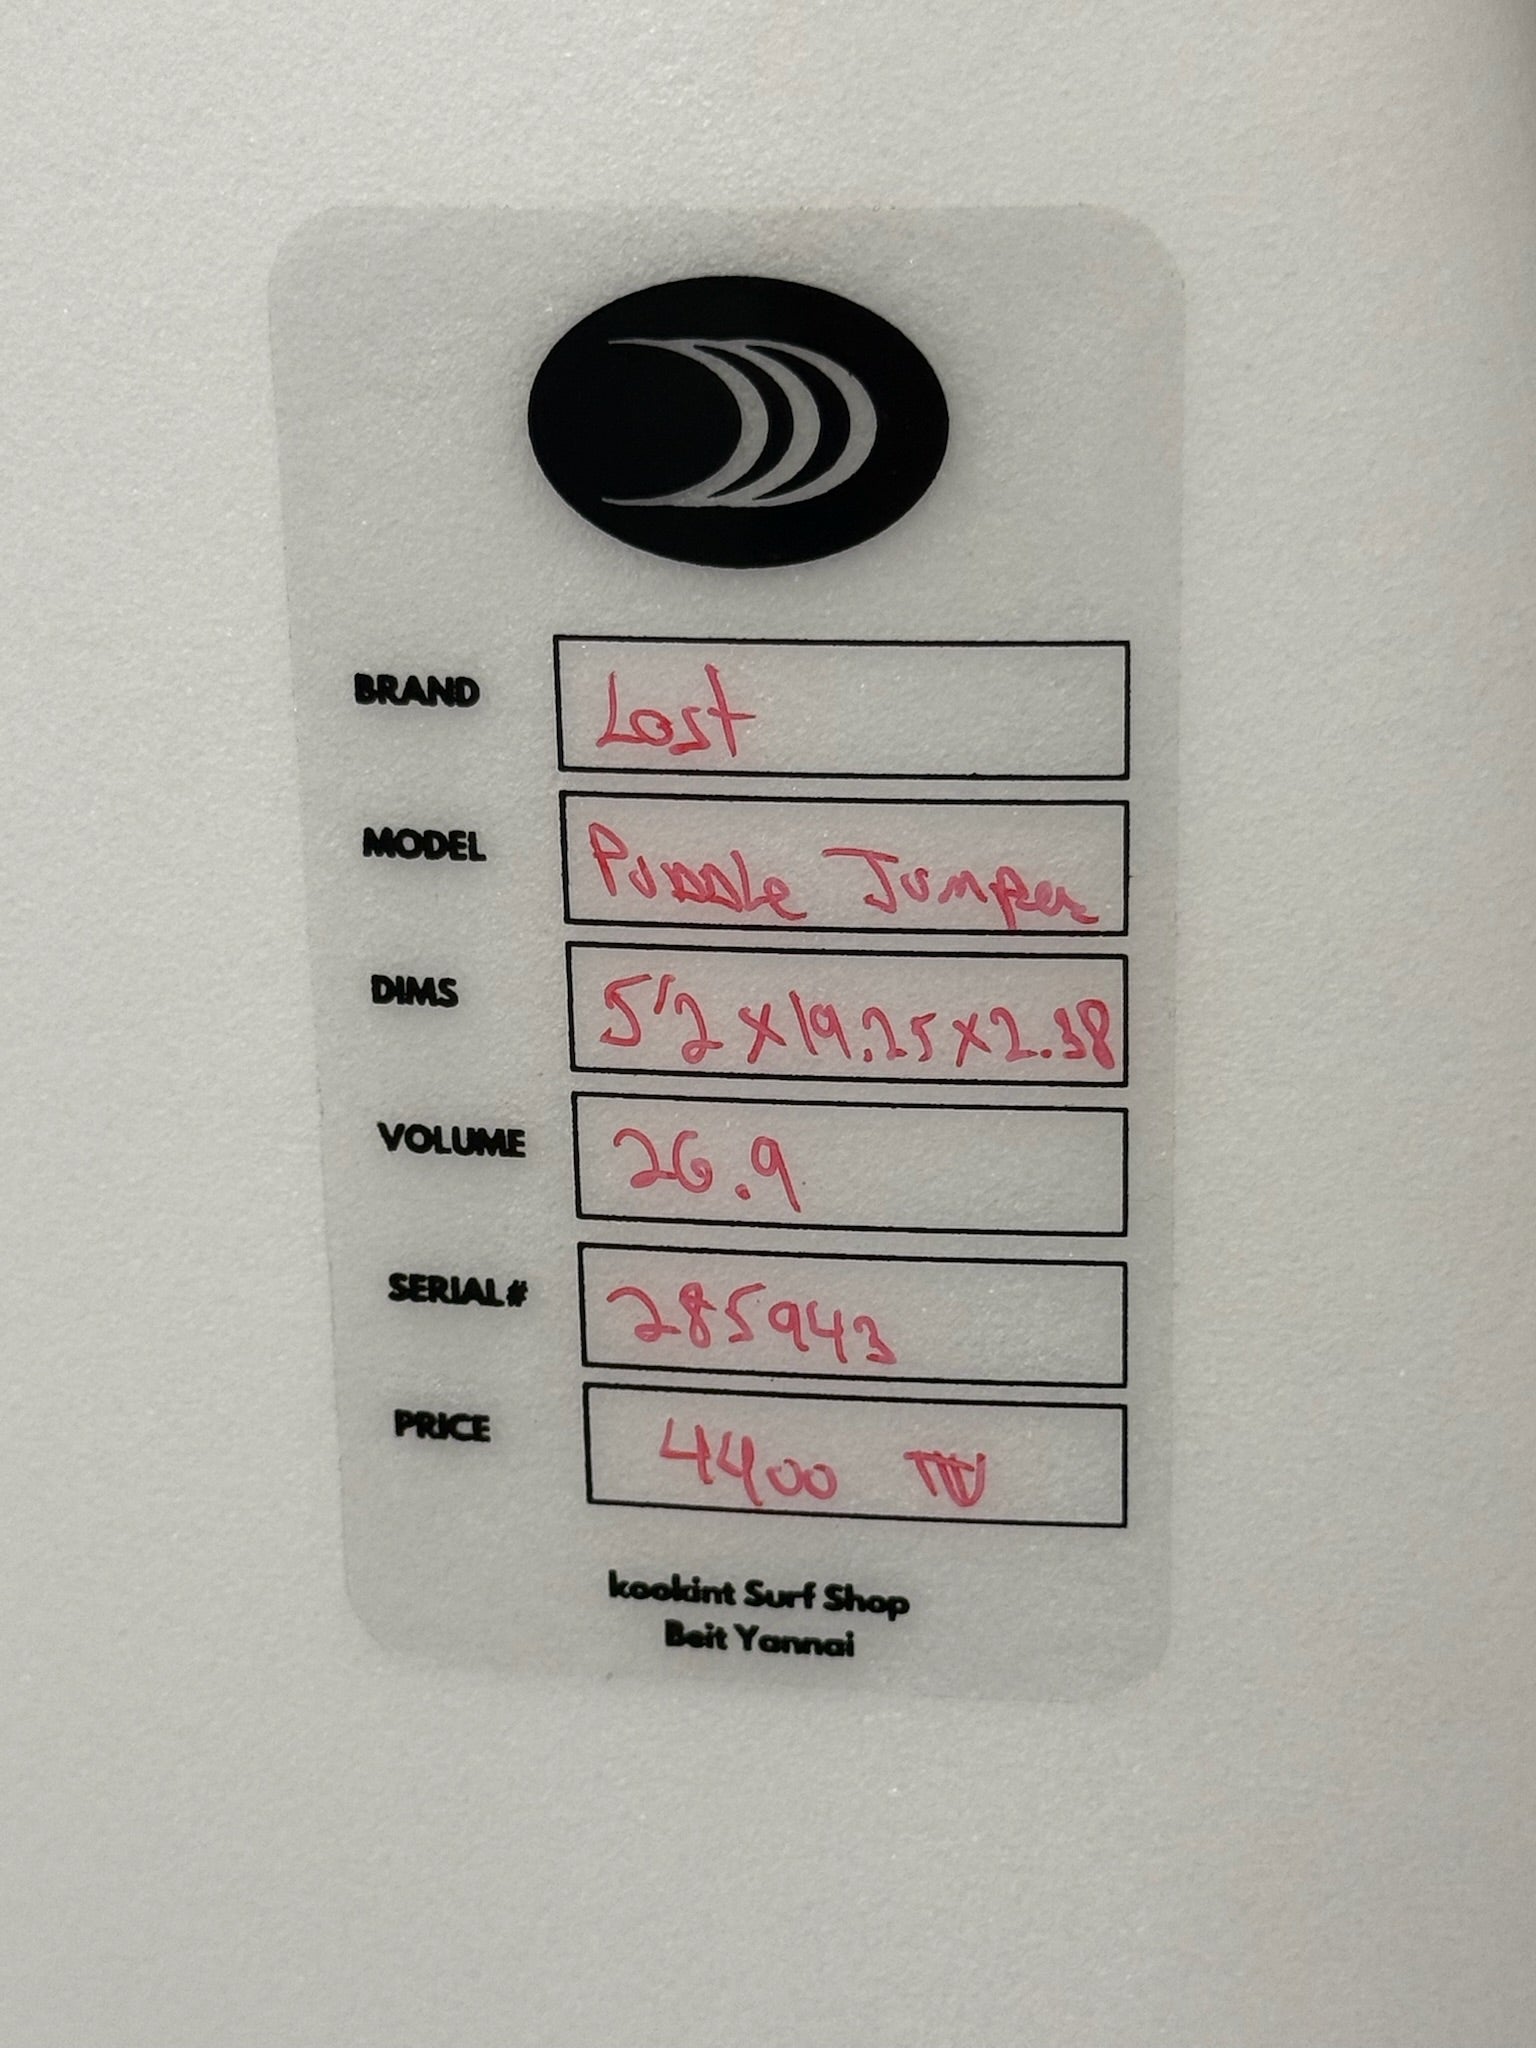 BRAND Lost
MODEL Puddle Jumper
DIMS 5'2 x 19.25 x 2.38
VOLUME 26.9
SERIAL# 285943
PRICE 4400
kookint Surf Shop
Beit Yannai